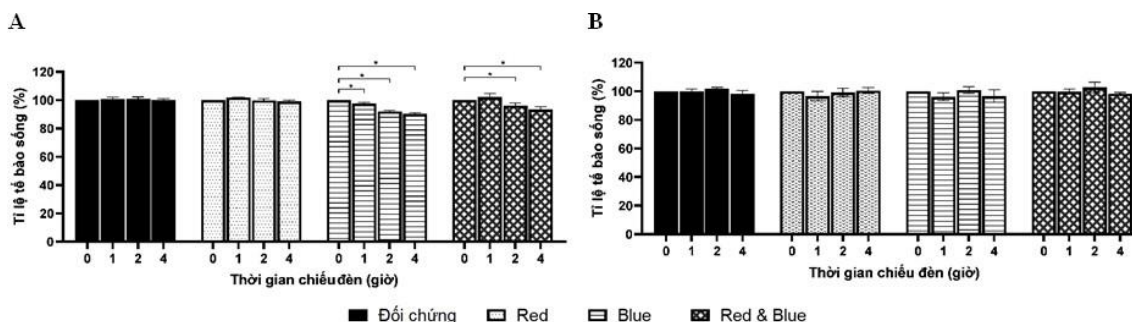 A
B
* * * * *
Tỉ lệ tế bào sống (%)
120
100
80
60
40
20
0
0 1 2 4 0 1 2 4 0 1 2 4 0 1 2 4
Thời gian chiếu đèn (giờ)
Tỉ lệ tế bào sống (%)
120
100
80
60
40
20
0
0 1 2 4 0 1 2 4 0 1 2 4 0 1 2 4
Thời gian chiếu đèn (giờ)
Đối chứng Red Blue Red & Blue